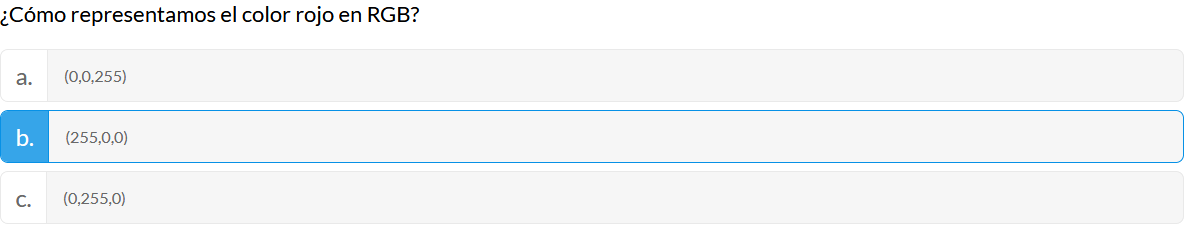 ¿Cómo representamos el color rojo en RGB?
a. (0,0,255)
b. (255,0,0)
c. (0,255,0)